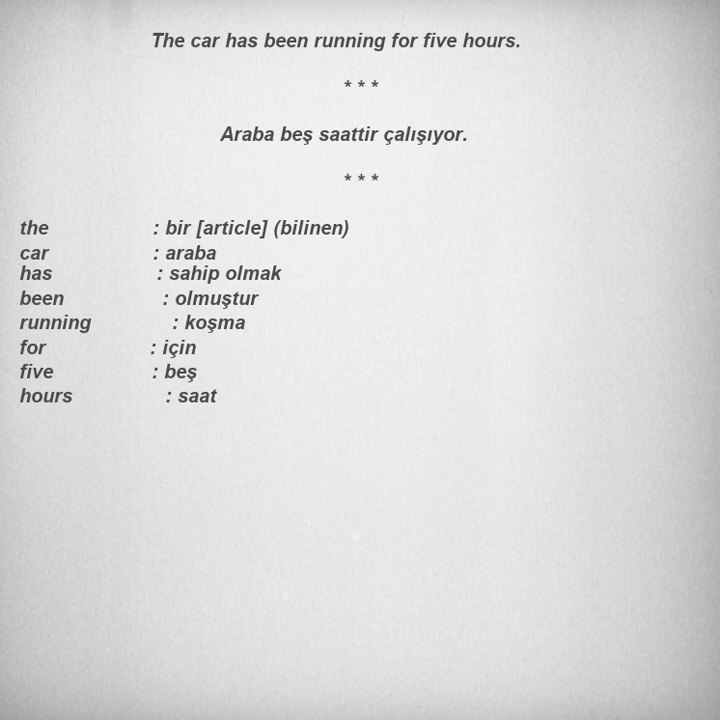 The car has been running for five hours.
* * *
Araba beş saattir çalışıyor.
* * *
the : bir [article] (bilinen)
car : araba
has : sahip olmak
been : olmuştur
running : koşma
for : için
five : beş
hours : saat